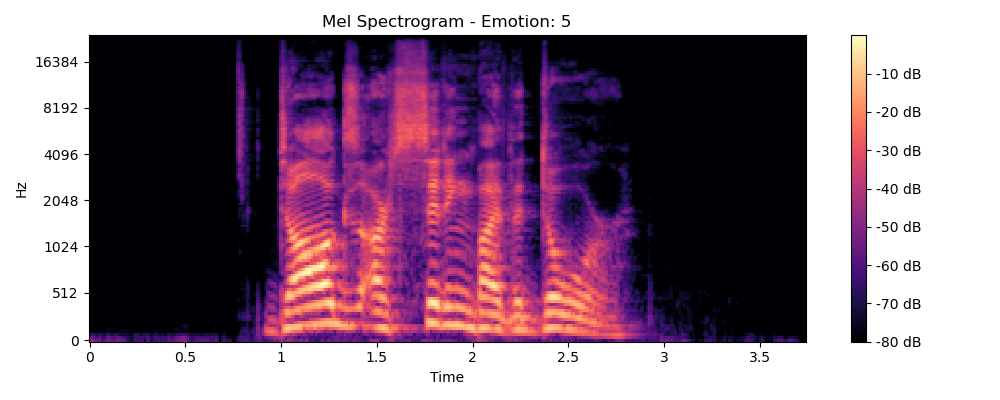 Mel Spectrogram - Emotion: 5
Hz
16384
8192
4096
2048
1024
512
0
0 0.5 1 1.5 2 2.5 3 3.5
Time
-10 dB
-20 dB
-30 dB
-40 dB
-50 dB
-60 dB
-70 dB
-80 dB